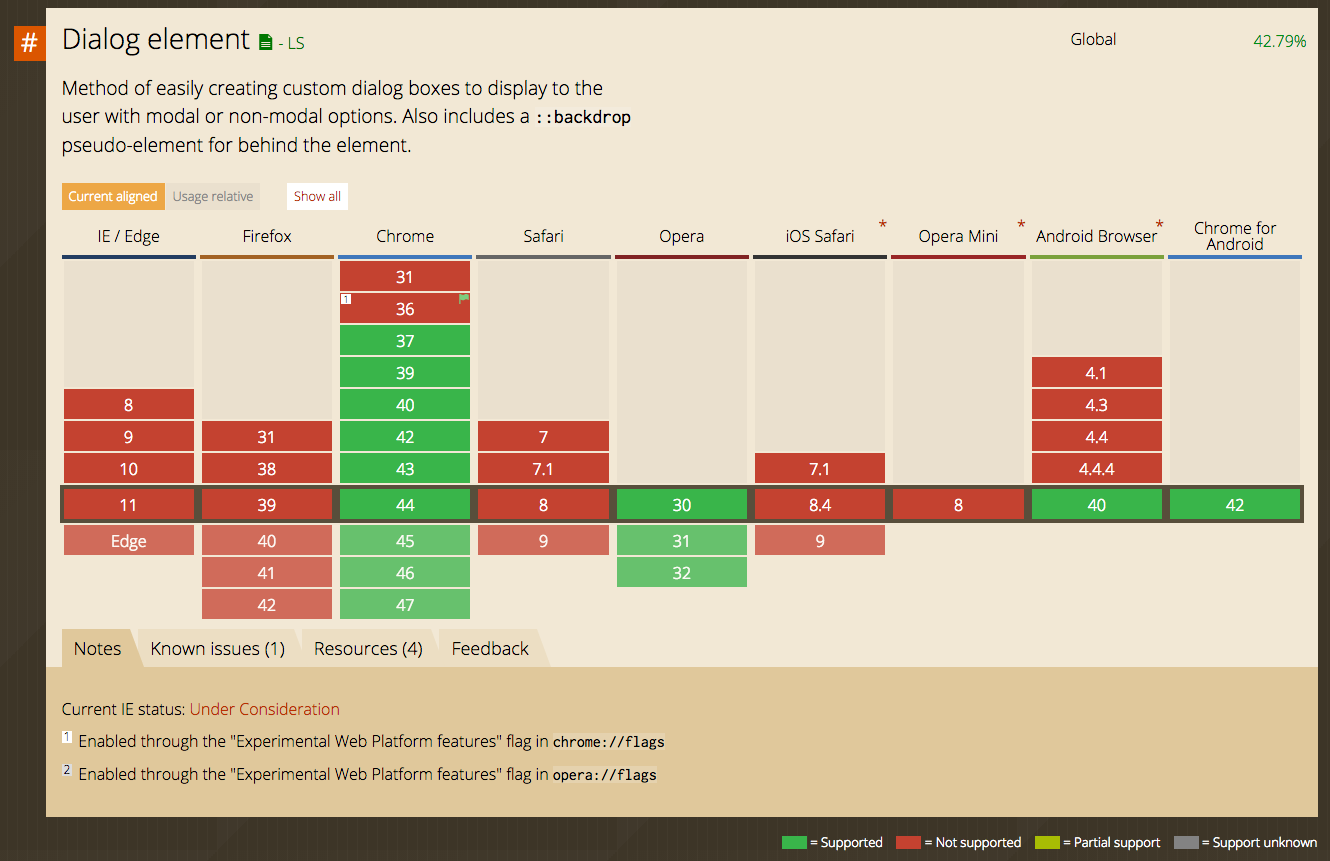 #
Dialog element - LS
Global 42.79%
Method of easily creating custom dialog boxes to display to the
user with modal or non-modal options. Also includes a ::backdrop
pseudo-element for behind the element.
Current aligned Usage relative Show all
IE / Edge Firefox Chrome Safari Opera iOS Safari * Opera Mini * Android Browser * Chrome for
Android
31
1 36
37
39 4.1
8 40 4.3
9 31 42 7 4.4
10 38 43 7.1 7.1 4.4.4
11 39 44 8 30 8.4 8 40 42
Edge 40 45 9 31 9
41 46 32
42 47
Notes Known issues (1) Resources (4) Feedback
Current IE status: Under Consideration
1 Enabled through the "Experimental Web Platform features" flag in chrome://flags
2 Enabled through the "Experimental Web Platform features" flag in opera://flags
= Supported = Not supported = Partial support = Support unknown